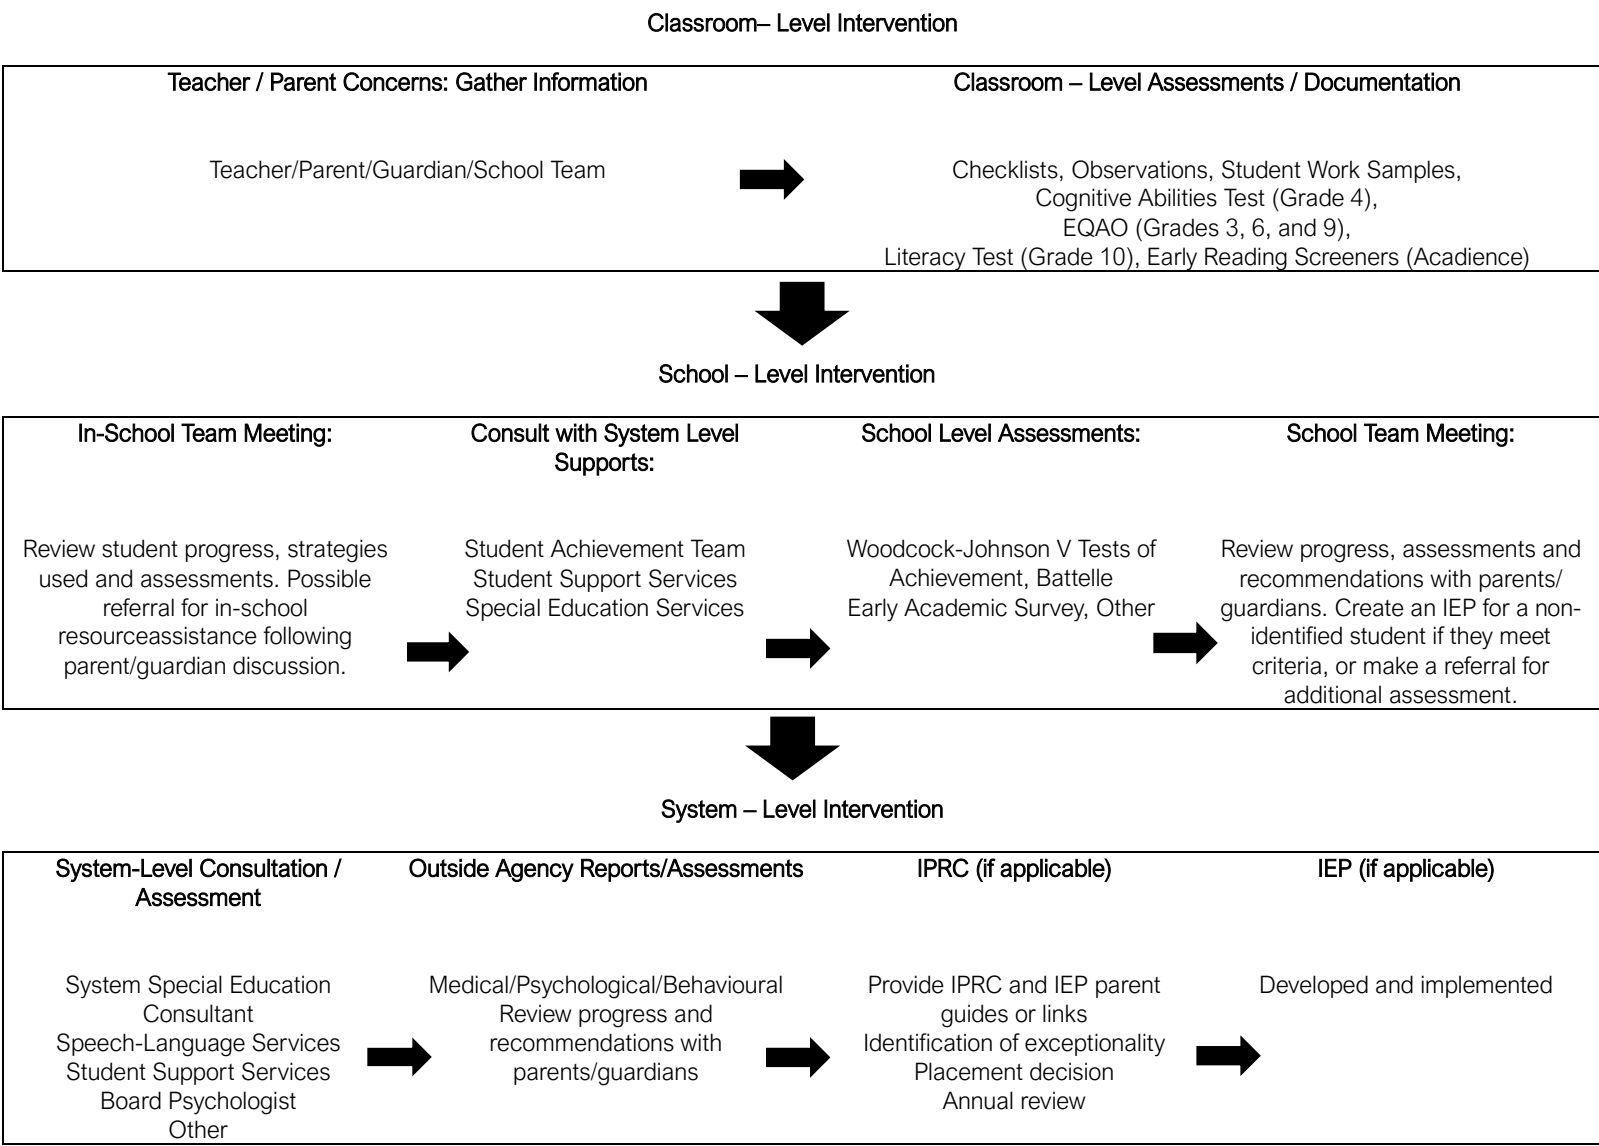 Classroom– Level Intervention
Teacher / Parent Concerns: Gather Information
Teacher/Parent/Guardian/School Team
Classroom – Level Assessments / Documentation
Checklists, Observations, Student Work Samples,
Cognitive Abilities Test (Grade 4),
EQAO (Grades 3, 6, and 9),
Literacy Test (Grade 10), Early Reading Screeners (Acadience)
School – Level Intervention
In-School Team Meeting:
Review student progress, strategies
used and assessments. Possible
referral for in-school
resourceassistance following
parent/guardian discussion.
Consult with System Level
Supports:
Student Achievement Team
Student Support Services
Special Education Services
School Level Assessments:
Woodcock-Johnson V Tests of
Achievement, Battelle
Early Academic Survey, Other
School Team Meeting:
Review progress, assessments and
recommendations with parents/
guardians. Create an IEP for a non-
identified student if they meet
criteria, or make a referral for
additional assessment.
System – Level Intervention
System-Level Consultation /
Assessment
System Special Education
Consultant
Speech-Language Services
Student Support Services
Board Psychologist
Other
Outside Agency Reports/Assessments
Medical/Psychological/Behavioural
Review progress and
recommendations with
parents/guardians
IPRC (if applicable)
Provide IPRC and IEP parent
guides or links
Identification of exceptionality
Placement decision
Annual review
IEP (if applicable)
Developed and implemented